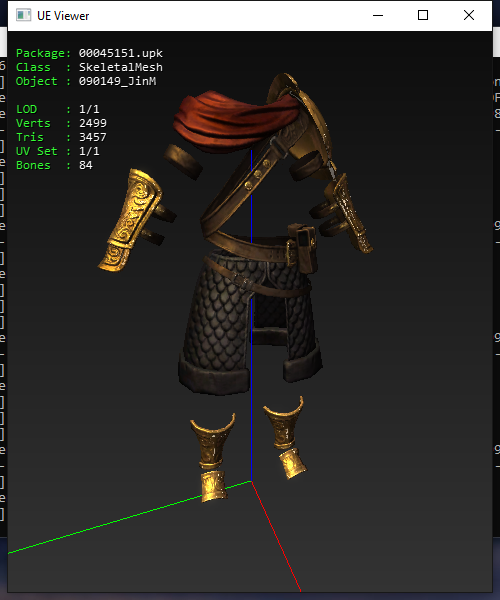 UE Viewer
Package: 00045151.upk
Class  : SkeletalMesh
Object : 090149_JinM
LOD    : 1/1
Verts  : 2499
Tris   : 3457
UV Set : 1/1
Bones  : 84